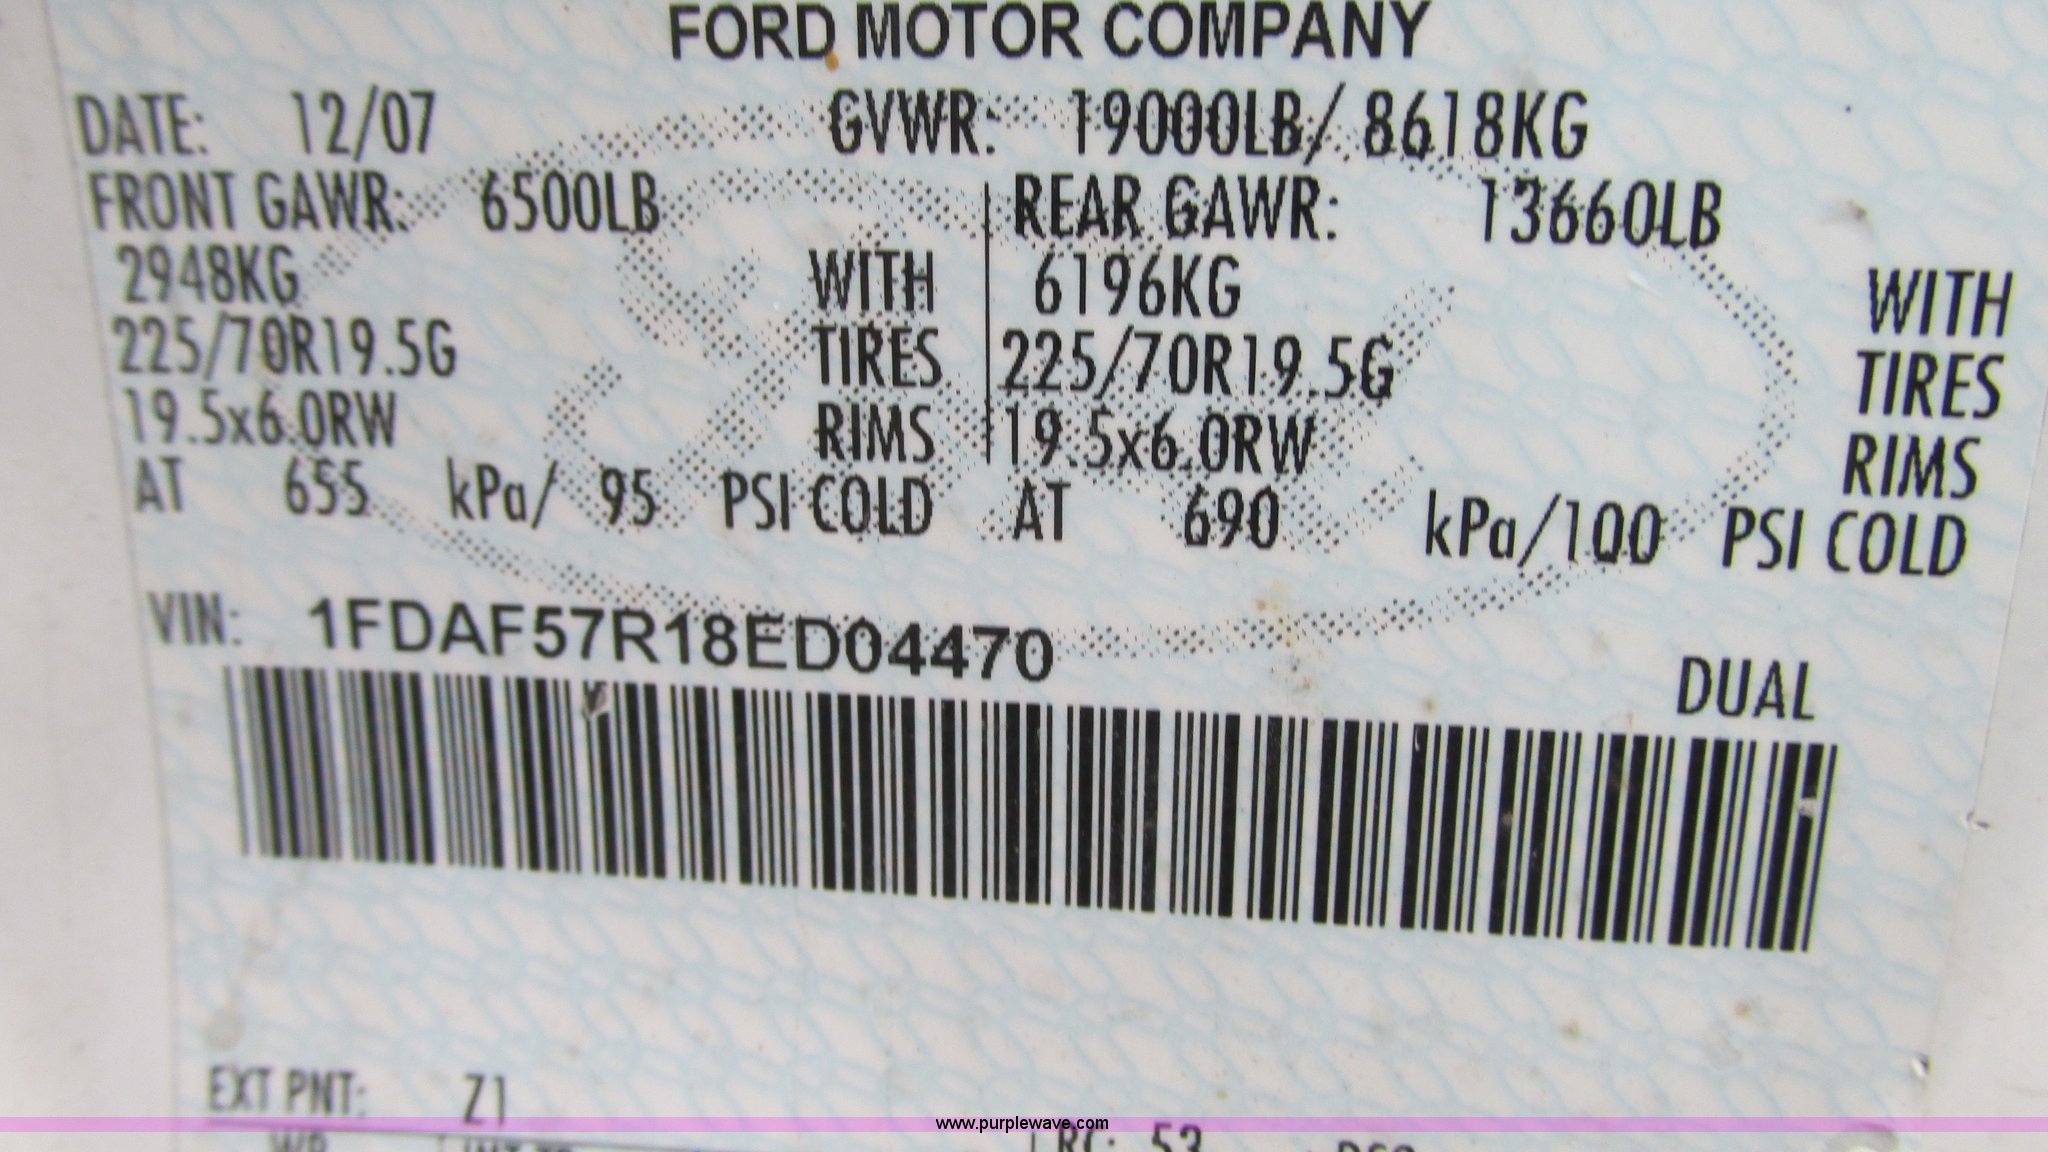 FORD MOTOR COMPANY
DATE: 12/07 GVWR: 19000LB/ 8618KG
FRONT GAWR: 6500LB REAR GAWR: 13660LB
2948KG WITH 6196KG WITH
225/70R19.5G TIRES 225/70R19.5G TIRES
19.5x6.0RW RIMS 19.5x6.0RW RIMS
AT 655 kPa/ 95 PSI COLD AT 690 kPa/100 PSI COLD
VIN: 1FDAF57R18ED04470
DUAL
EXT PNT: Z1
www.purplewave.com
RC: 53